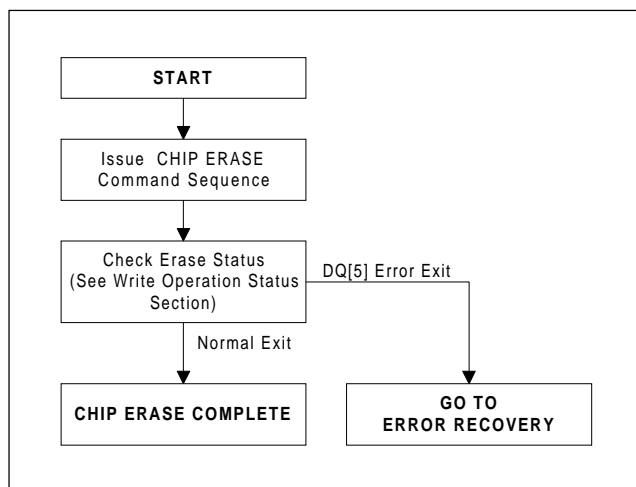 START
Issue CHIP ERASE
Command Sequence
Check Erase Status
(See Write Operation Status
Section)
DQ[5] Error Exit
Normal Exit
CHIP ERASE COMPLETE
GO TO
ERROR RECOVERY